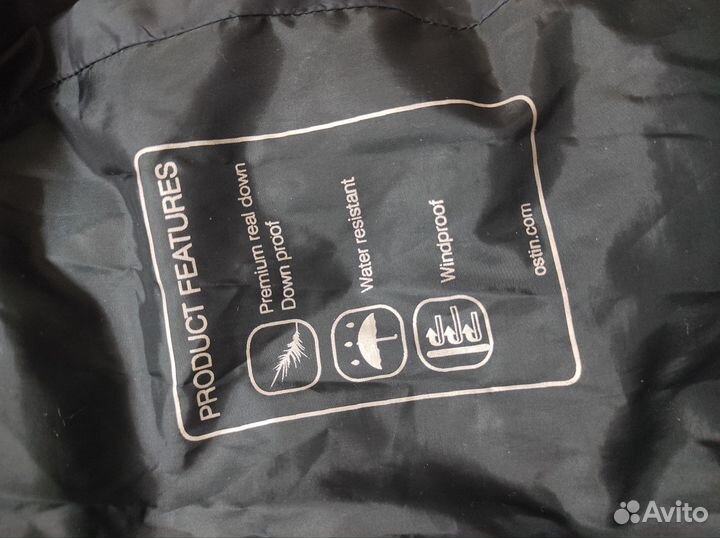 PRODUCT FEATURES
Premium real down
Down proof
Water resistant
Windproof
ostin.com
Avito